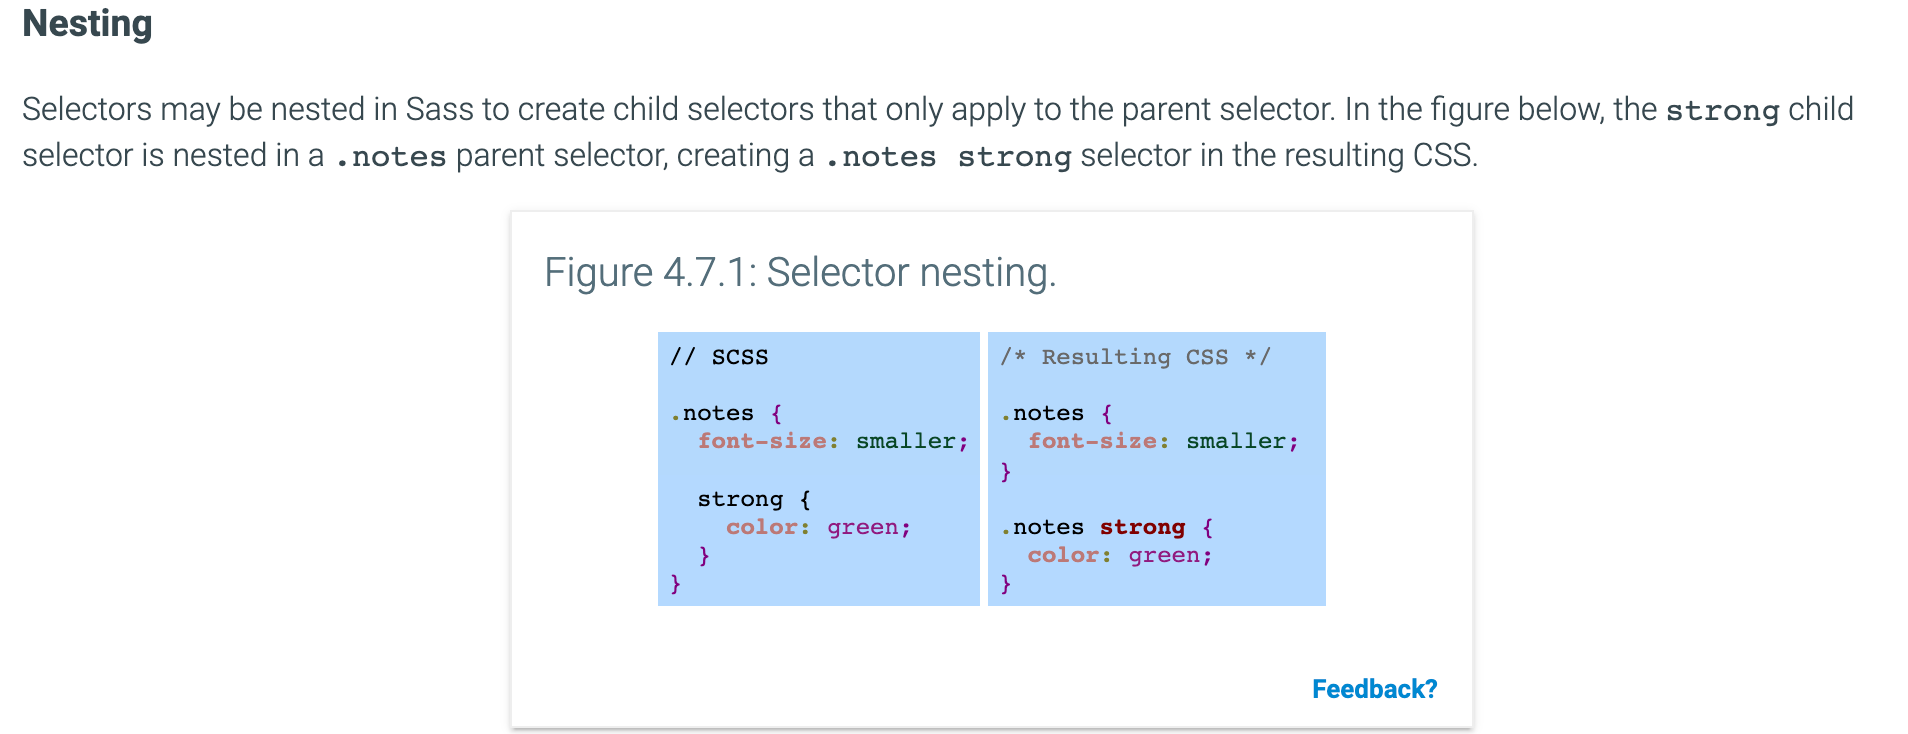 Nesting
Selectors may be nested in Sass to create child selectors that only apply to the parent selector. In the figure below, the strong child
selector is nested in a .notes parent selector, creating a .notes strong selector in the resulting CSS.
Figure 4.7.1: Selector nesting.
// SCSS
.notes {
  font-size: smaller;
  strong {
    color: green;
  }
}
/* Resulting CSS */
.notes {
  font-size: smaller;
}
.notes strong {
  color: green;
}
Feedback?